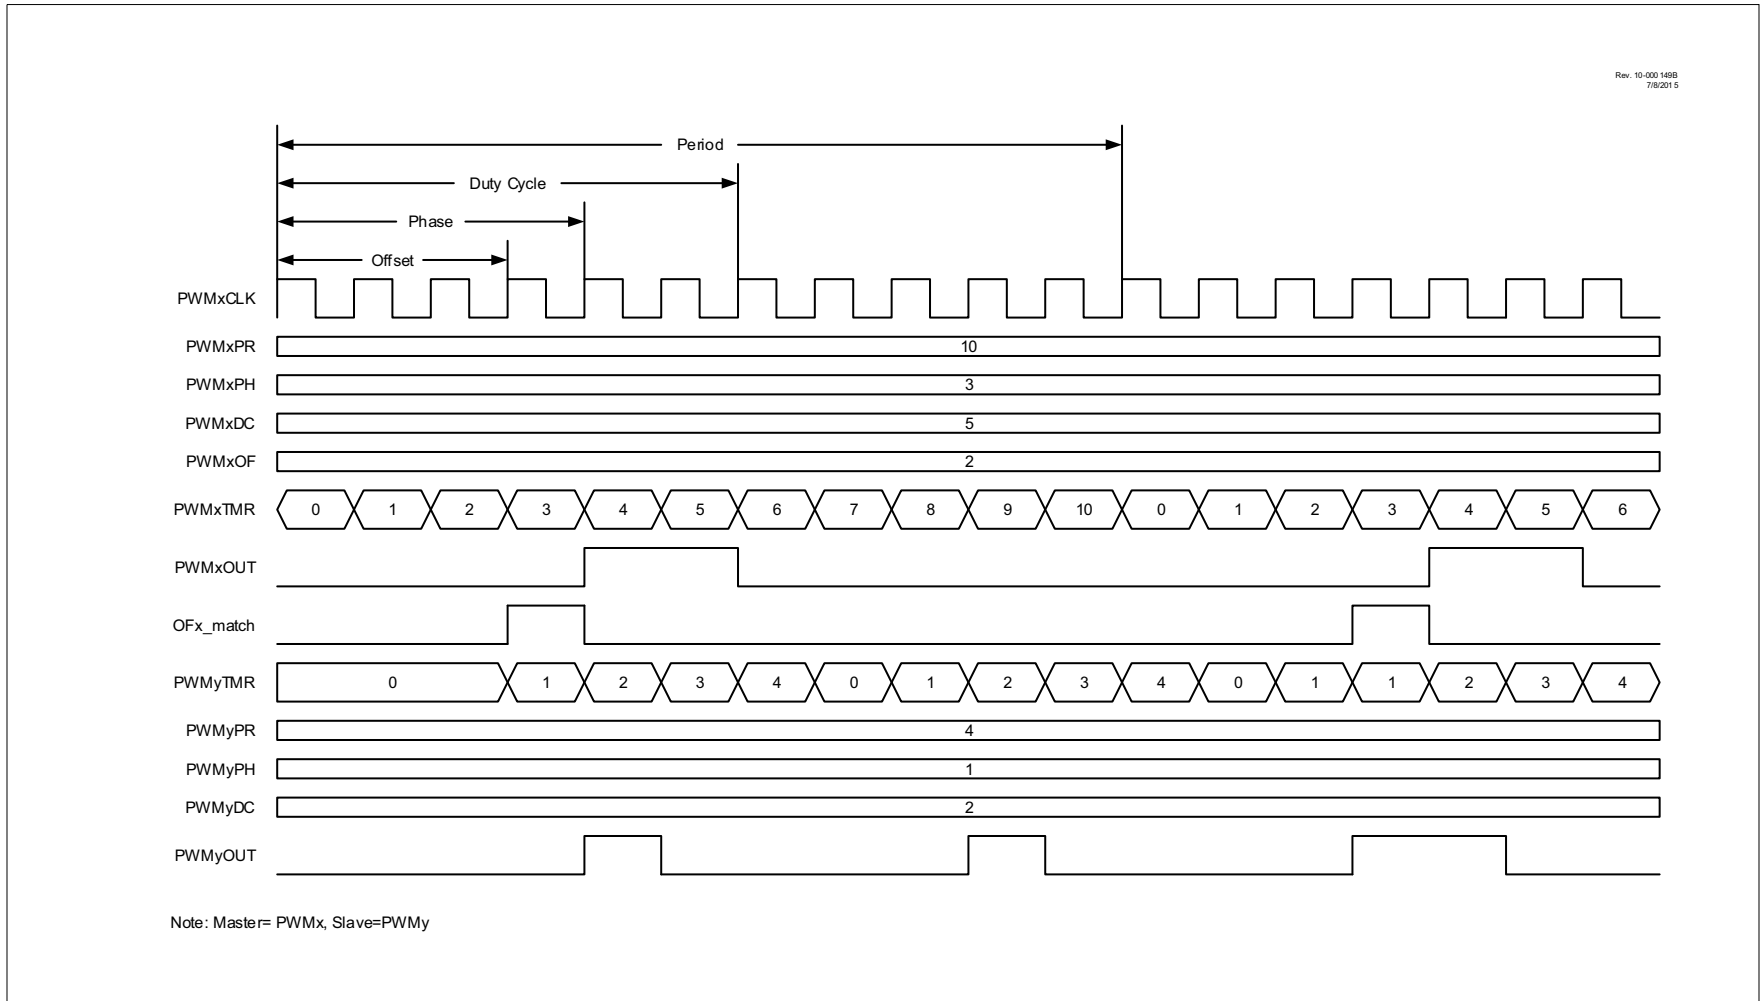 Rev. 10-000 149B
7/8/201 5
Period
Duty Cycle
Phase
Offset
PWMxCLK
PWMxPR 10
PWMxPH 3
PWMxDC 5
PWMxOF 2
PWMxTMR 0 1 2 3 4 5 6 7 8 9 10 0 1 2 3 4 5 6
PWMxOUT
OFx_match
PWMyTMR 0 1 2 3 4 0 1 2 3 4 0 1 1 2 3 4
PWMyPR 4
PWMyPH 1
PWMyDC 2
PWMyOUT
Note: Master= PWMx, Slave=PWMy